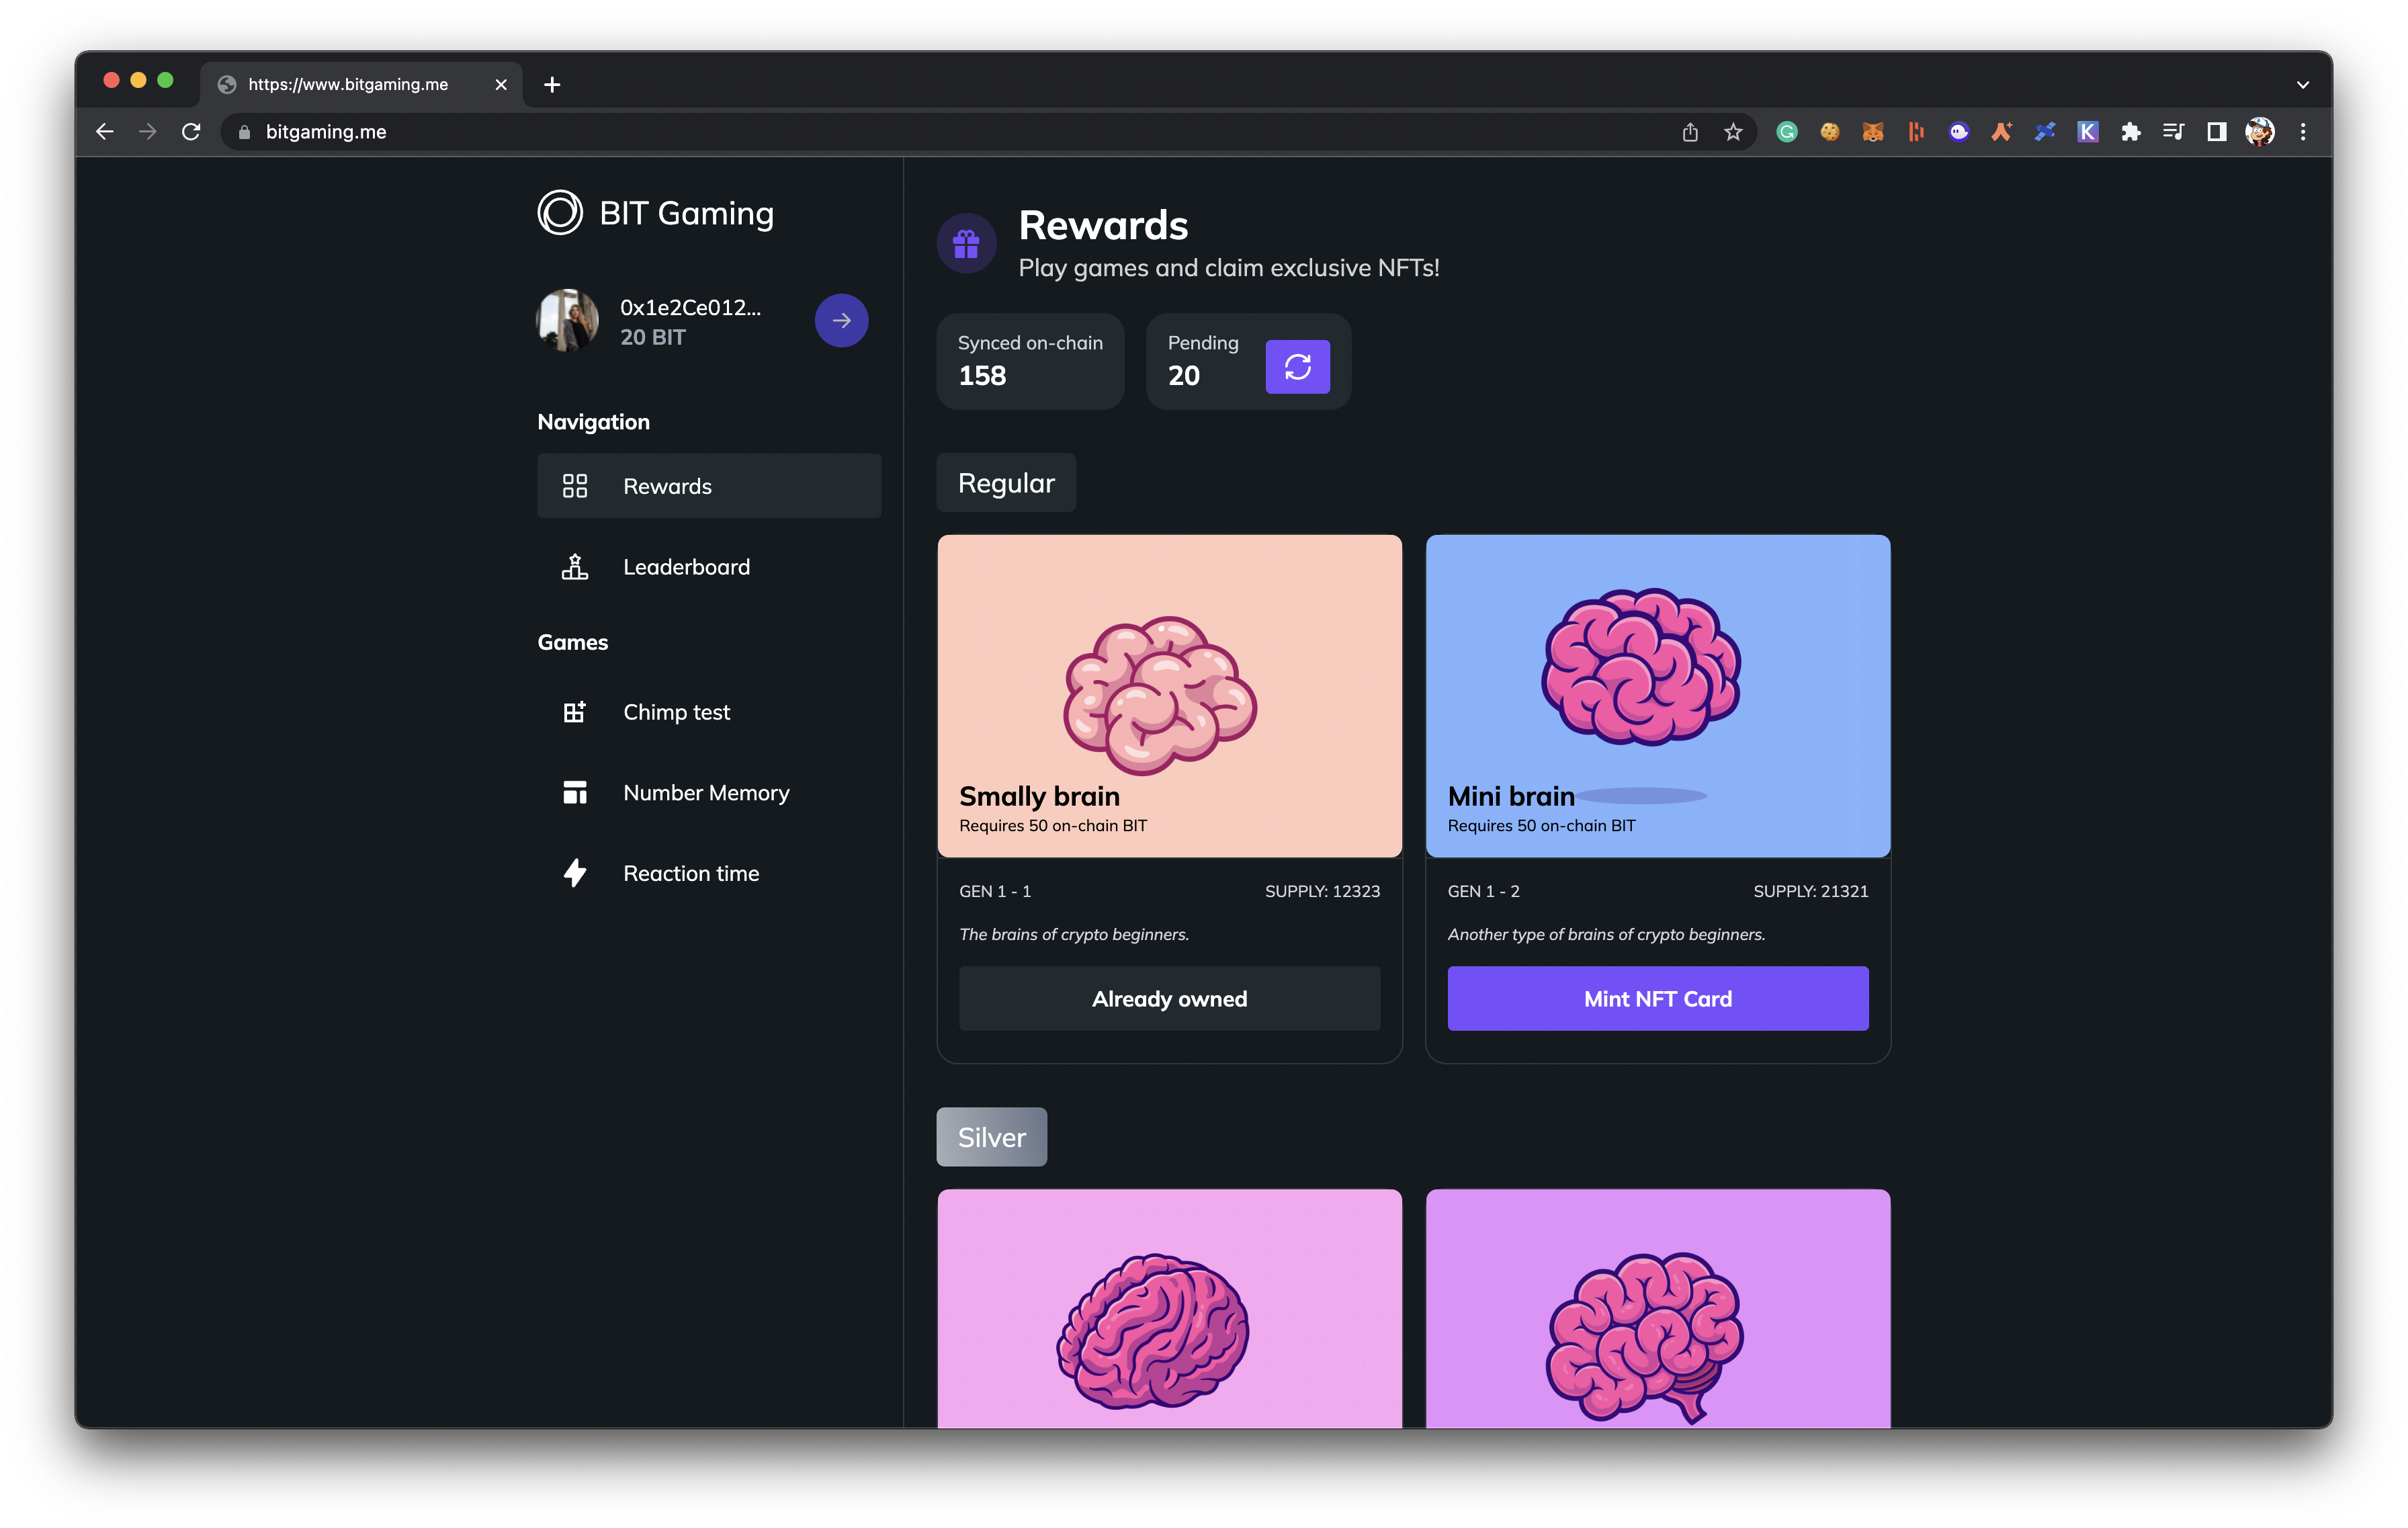 https://www.bitgaming.me
bitgaming.me
BIT Gaming
0x1e2Ce012...
20 BIT
Navigation
Rewards
Leaderboard
Games
Chimp test
Number Memory
Reaction time
Rewards
Play games and claim exclusive NFTs!
Synced on-chain
158
Pending
20
Regular
Smally brain
Requires 50 on-chain BIT
GEN 1 - 1
SUPPLY: 12323
The brains of crypto beginners.
Already owned
Mini brain
Requires 50 on-chain BIT
GEN 1 - 2
SUPPLY: 21321
Another type of brains of crypto beginners.
Mint NFT Card
Silver